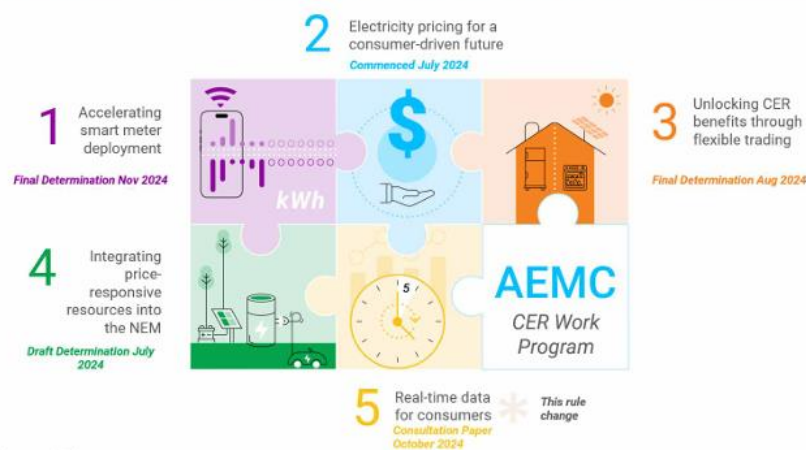 2
Electricity pricing for a
consumer-driven future
Commenced July 2024
1
Accelerating
smart meter
deployment
Final Determination Nov 2024
kWh
$
3
Unlocking CER
benefits through
flexible trading
Final Determination Aug 2024
4
Integrating
price-
responsive
resources into
the NEM
Draft Determination July
2024
5
AEMC
CER Work
Program
5
Real-time data
for consumers
Consultation Paper
October 2024
*
This rule
change